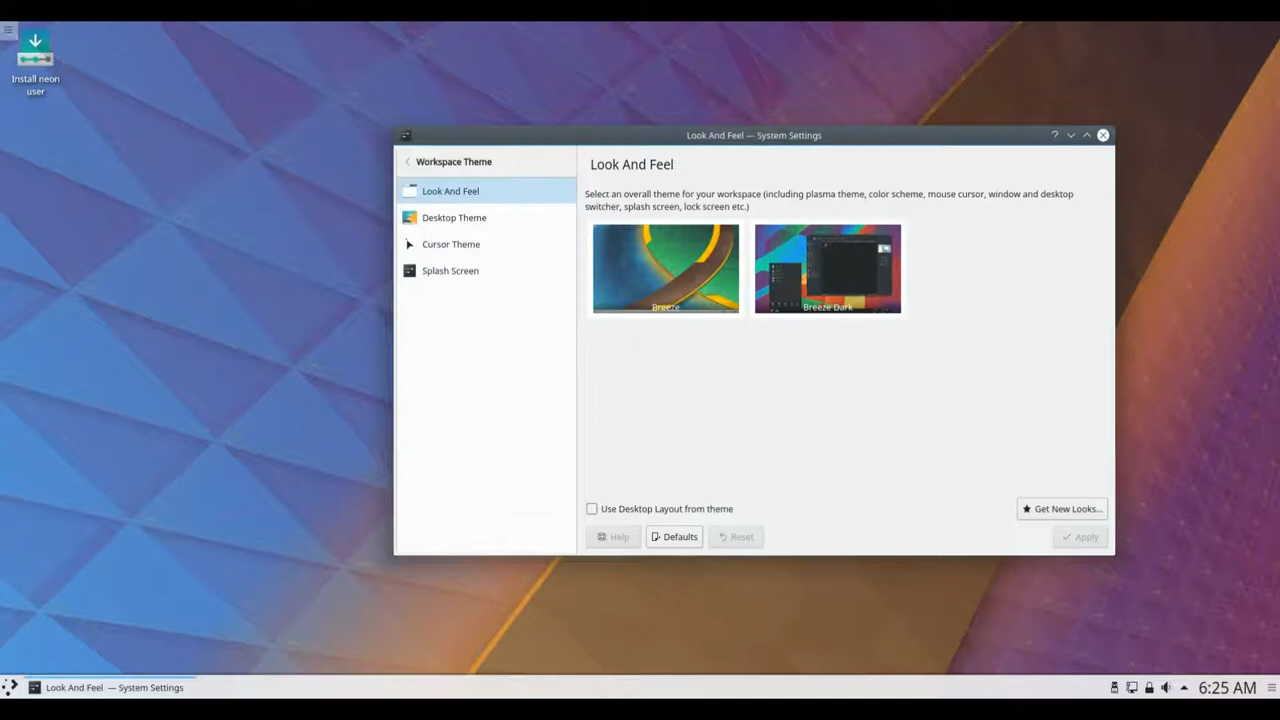 Install neon
user
Look And Feel — System Settings
Workspace Theme
Look And Feel
Desktop Theme
Cursor Theme
Splash Screen
Look And Feel
Select an overall theme for your workspace (including plasma theme, color scheme, mouse cursor, window and desktop
switcher, splash screen, lock screen etc.)
Breeze
Breeze Dark
Use Desktop Layout from theme
Get New Looks...
Help
Defaults
Reset
Apply
Look And Feel — System Settings
6:25 AM